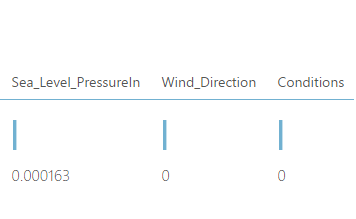 Sea_Level_PressureIn Wind_Direction Conditions
0.000163 0 0